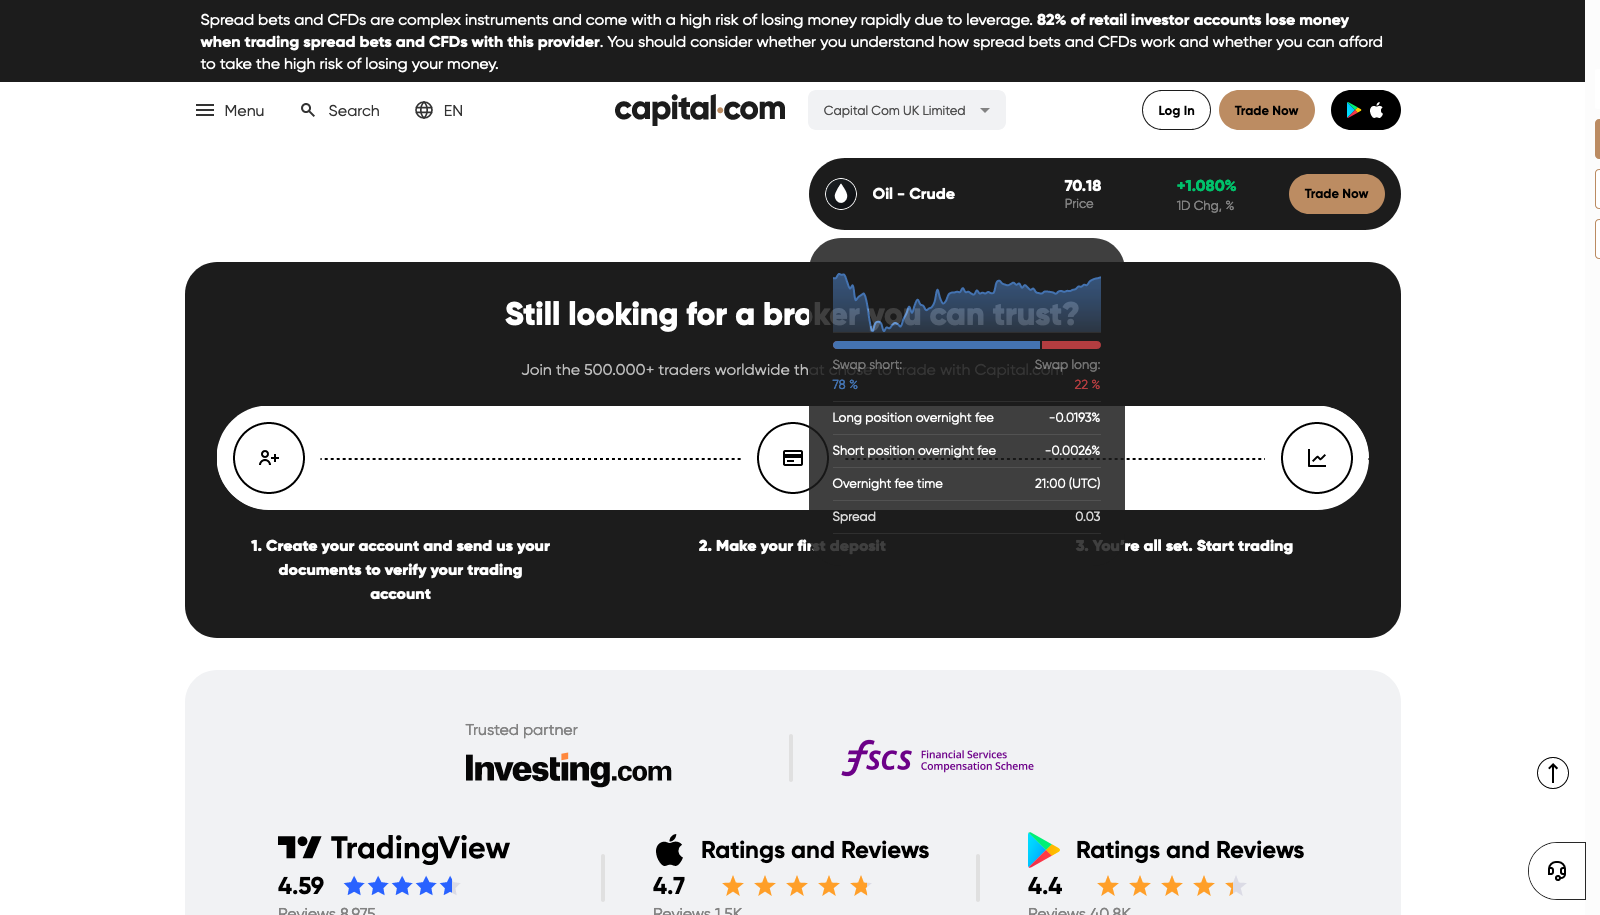 Spread bets and CFDs are complex instruments and come with a high risk of losing money rapidly due to leverage. 82% of retail investor accounts lose money
when trading spread bets and CFDs with this provider. You should consider whether you understand how spread bets and CFDs work and whether you can afford
to take the high risk of losing your money.
Menu
Search
EN
capital.com
Capital Com UK Limited
Log In
Trade Now
Oil - Crude
70.18
Price
+1.080%
1D Chg, %
Trade Now
Still looking for a broker you can trust?
Join the 500.000+ traders worldwide that chose to trade with Capital.com
Swap short:
Swap long:
78 %
22 %
Long position overnight fee
-0.0193%
Short position overnight fee
-0.0026%
Overnight fee time
21:00 (UTC)
Spread
0.03
1. Create your account and send us your
documents to verify your trading
account
2. Make your first deposit
3. You're all set. Start trading
Trusted partner
Investing.com
fscs
Financial Services
Compensation Scheme
TradingView
4.59
Reviews 8,975
Ratings and Reviews
4.7
Reviews 1.5K
Ratings and Reviews
4.4
Reviews 40.8K